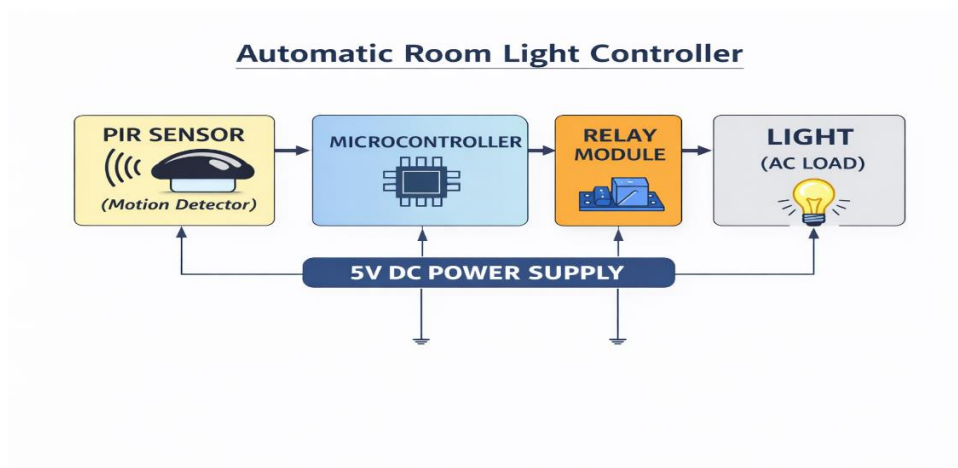 Automatic Room Light Controller
PIR SENSOR
(Motion Detector)
MICROCONTROLLER
RELAY
MODULE
LIGHT
(AC LOAD)
5V DC POWER SUPPLY